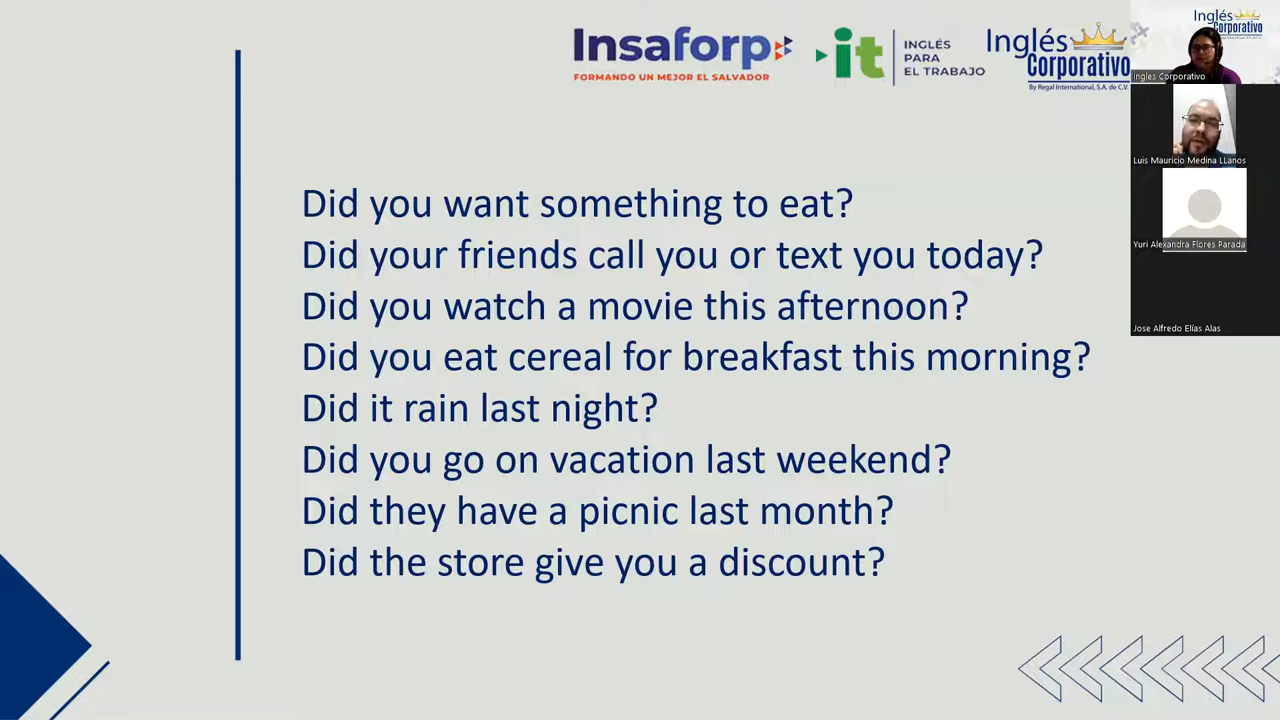 Insaforp
FORMANDO UN MEJOR EL SALVADOR
it
INGLÉS
PARA
EL TRABAJO
Inglés
Corporativo
By Regal International, S.A. de C.V.
Inglés
Corporativo
Ingles Corporativo
Luis Mauricio Medina LLanos
Yuri Alexandra Flores Parada
Jose Alfredo Elías Alas
Did you want something to eat?
Did your friends call you or text you today?
Did you watch a movie this afternoon?
Did you eat cereal for breakfast this morning?
Did it rain last night?
Did you go on vacation last weekend?
Did they have a picnic last month?
Did the store give you a discount?